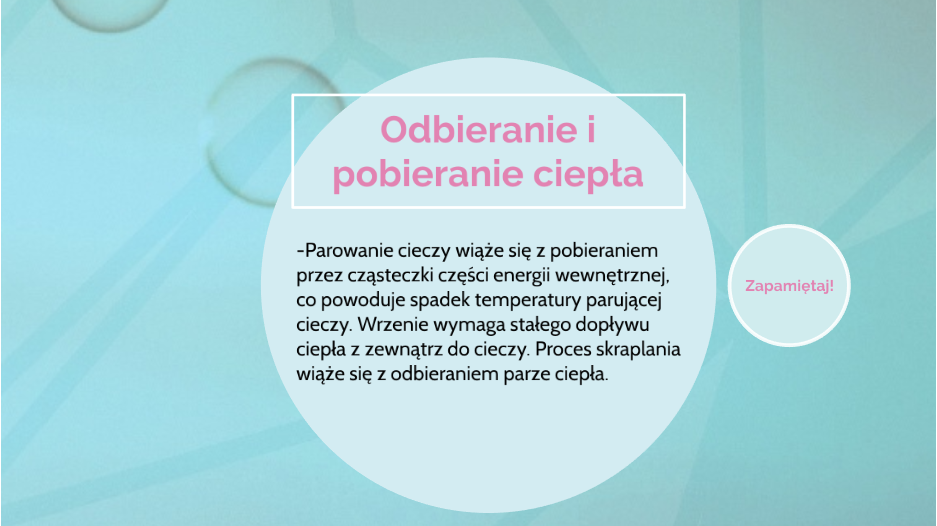 Odbieranie i
pobieranie ciepła
-Parowanie cieczy wiąże się z pobieraniem
przez cząsteczki części energii wewnętrznej,
co powoduje spadek temperatury parującej
cieczy. Wrzenie wymaga stałego dopływu
ciepła z zewnątrz do cieczy. Proces skraplania
wiąże się z odbieraniem parze ciepła.
Zapamiętaj!